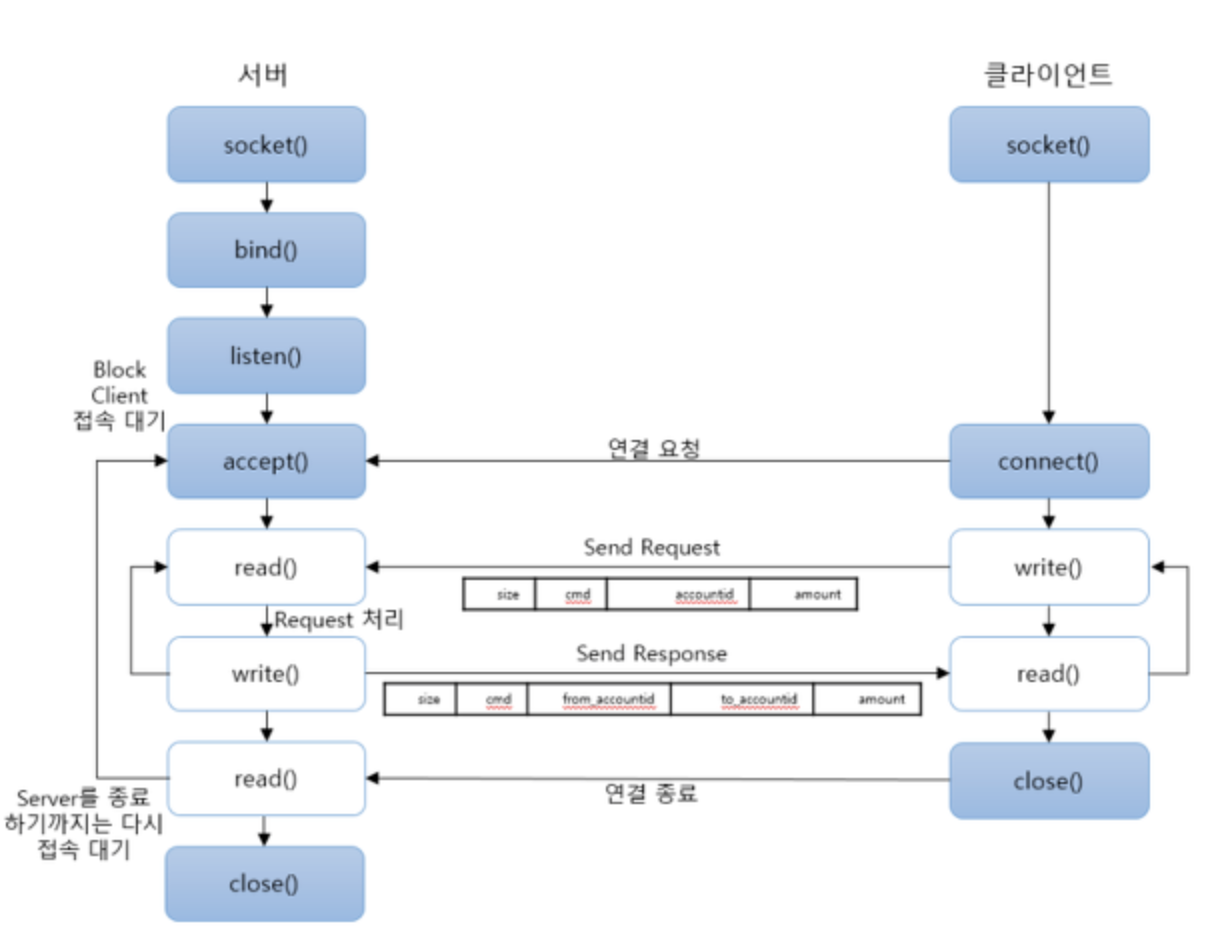 서버
클라이언트
socket()
socket()
bind()
listen()
Block
Client
접속 대기
accept()
연결 요청
connect()
read()
Send Request
write()
size cmd accountid amount
Request 처리
write()
Send Response
read()
size cmd from_accountid to_accountid amount
read()
연결 종료
close()
Server를 종료
하기까지는 다시
접속 대기
close()